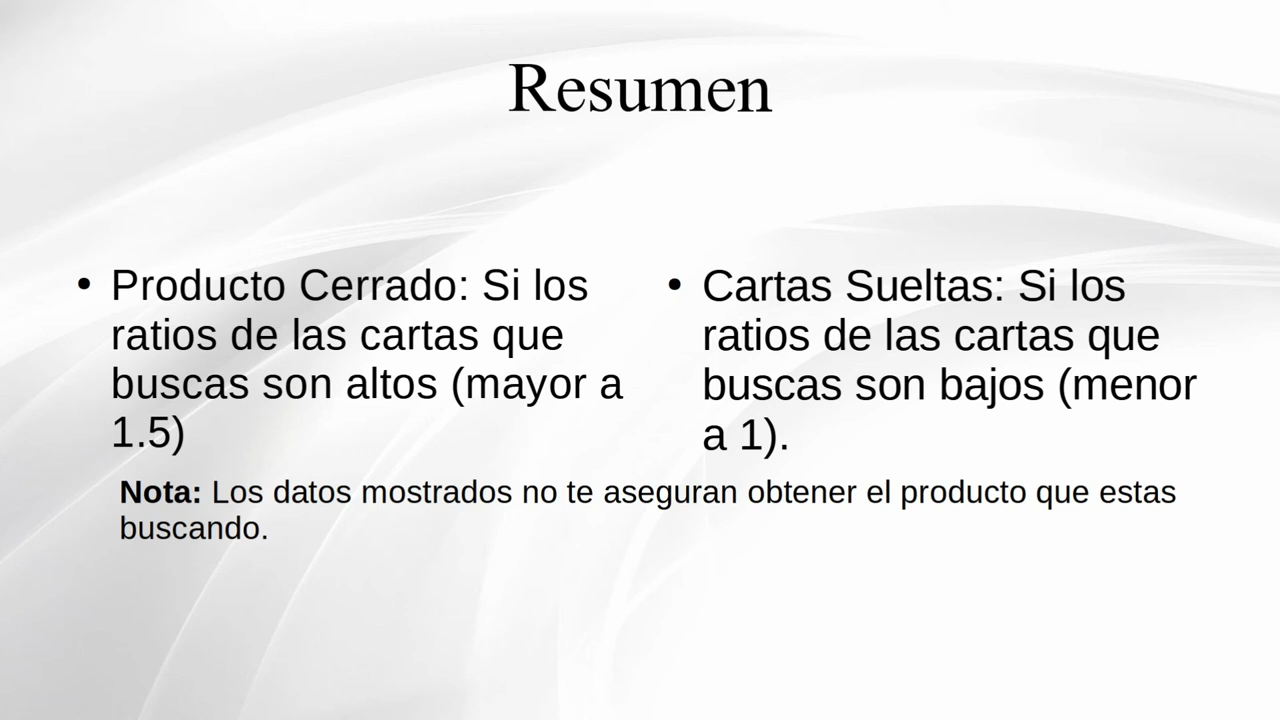 Resumen
• Producto Cerrado: Si los
ratios de las cartas que
buscas son altos (mayor a
1.5)
• Cartas Sueltas: Si los
ratios de las cartas que
buscas son bajos (menor
a 1).
Nota: Los datos mostrados no te aseguran obtener el producto que estas
buscando.